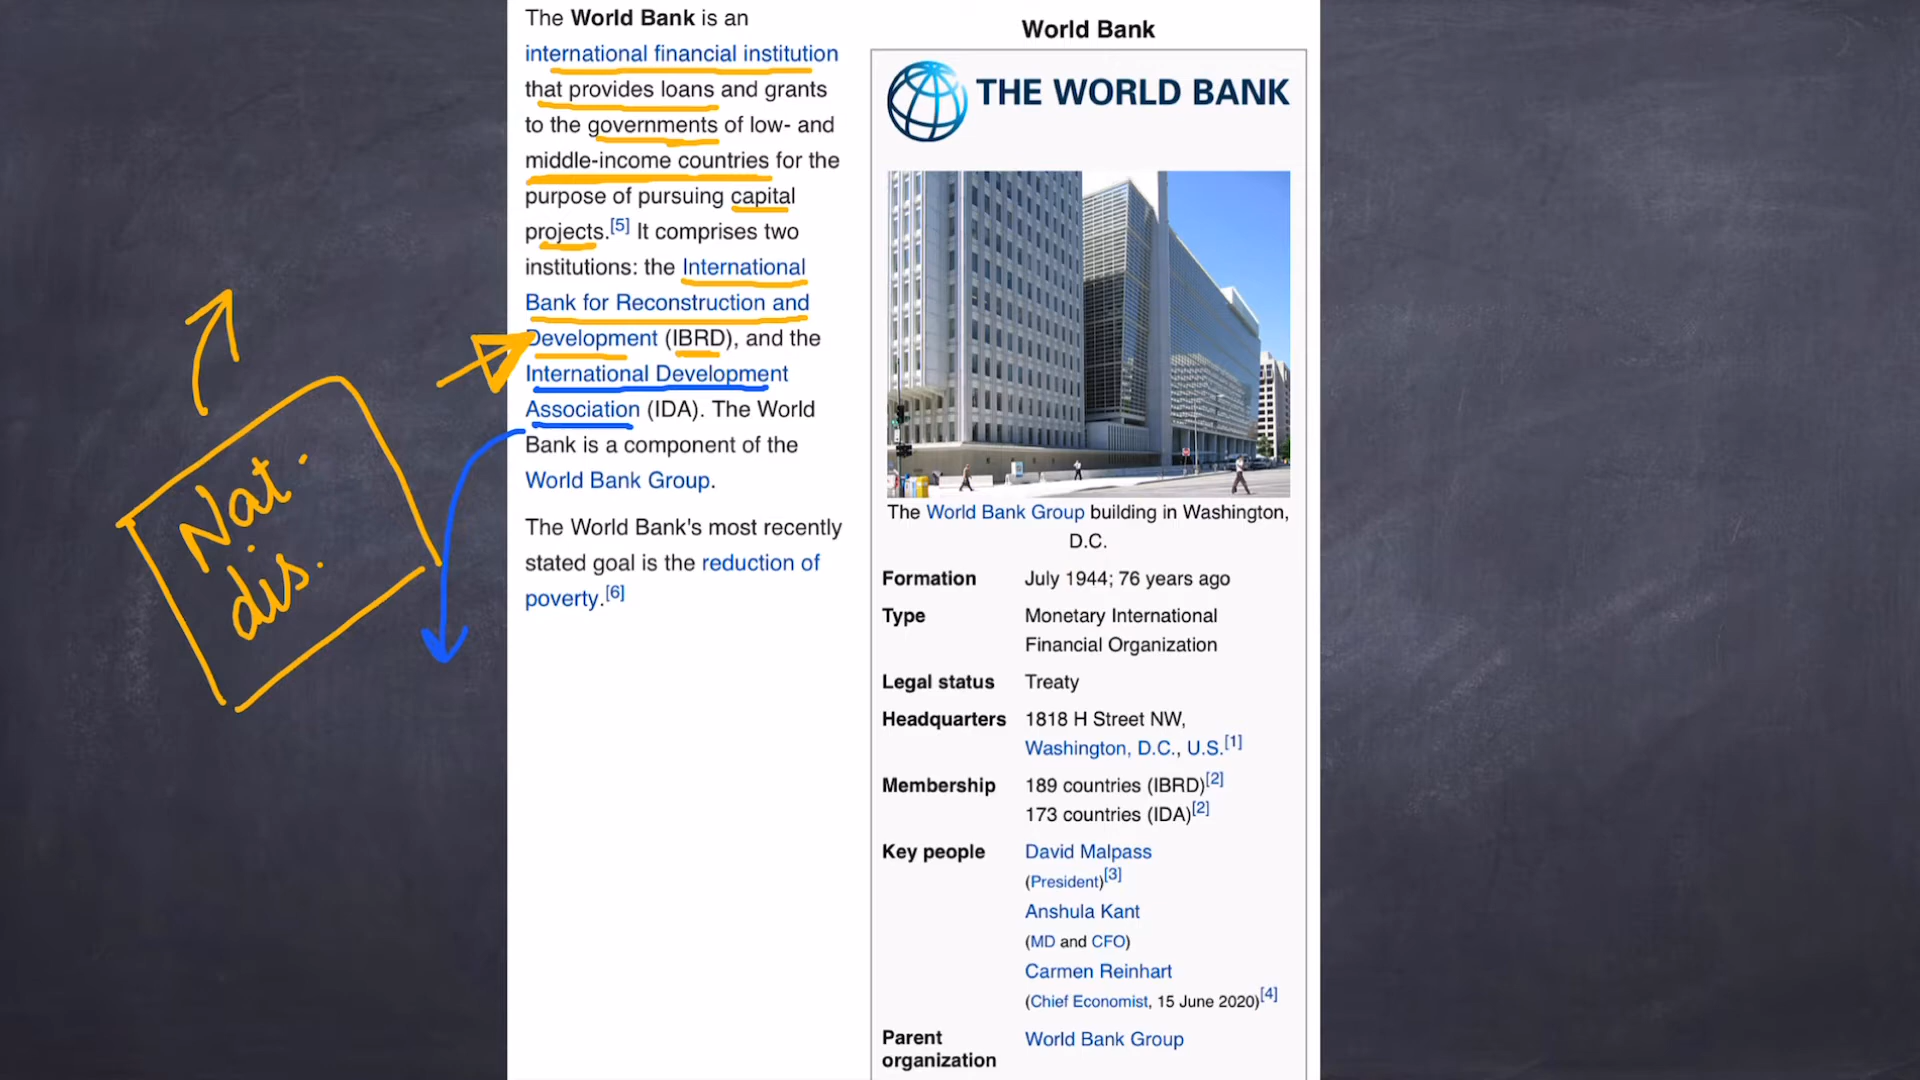 The World Bank is an
international financial institution
that provides loans and grants
to the governments of low- and
middle-income countries for the
purpose of pursuing capital
projects.[5] It comprises two
institutions: the International
Bank for Reconstruction and
Development (IBRD), and the
International Development
Association (IDA). The World
Bank is a component of the
World Bank Group.
The World Bank's most recently
stated goal is the reduction of
poverty.[6]
Nat.
dis.
World Bank
THE WORLD BANK
The World Bank Group building in Washington,
D.C.
Formation July 1944; 76 years ago
Type Monetary International
Financial Organization
Legal status Treaty
Headquarters 1818 H Street NW,
Washington, D.C., U.S.[1]
Membership 189 countries (IBRD)[2]
173 countries (IDA)[2]
Key people David Malpass
(President)[3]
Anshula Kant
(MD and CFO)
Carmen Reinhart
(Chief Economist, 15 June 2020)[4]
Parent World Bank Group
organization